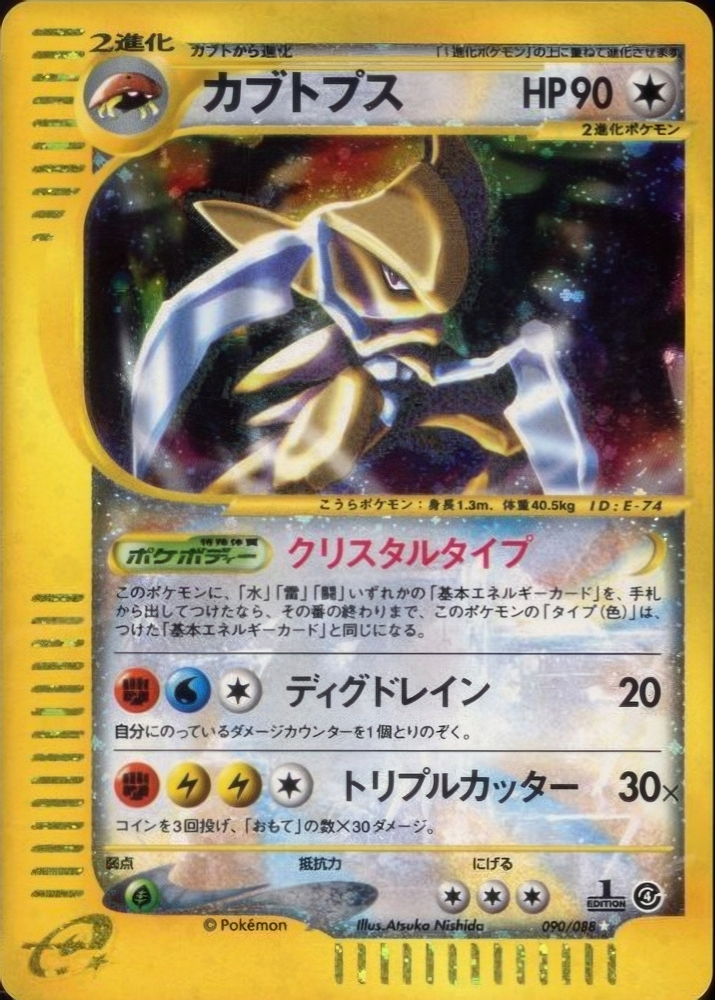 2進化 カブトから進化 「1進化ポケモン」の上に重ねて進化させます
カブトプス HP90
2進化ポケモン
こうらポケモン：身長1.3m、体重40.5kg ID：E-74
特殊体質
ポケボディー クリスタルタイプ
このポケモンに、「水」「雷」「闘」いずれかの「基本エネルギーカード」を、手札
から出してつけたなら、その番の終わりまで、このポケモンの「タイプ（色）」は、
つけた「基本エネルギーカード」と同じになる。
ディグドレイン 20
自分にのっているダメージカウンターを1個とりのぞく。
トリプルカッター 30×
コインを3回投げ、「おもて」の数×30ダメージ。
弱点 抵抗力 にげる
1 EDITION 4
© Pokémon Illus.Atsuko Nishida 090/088 ★
e